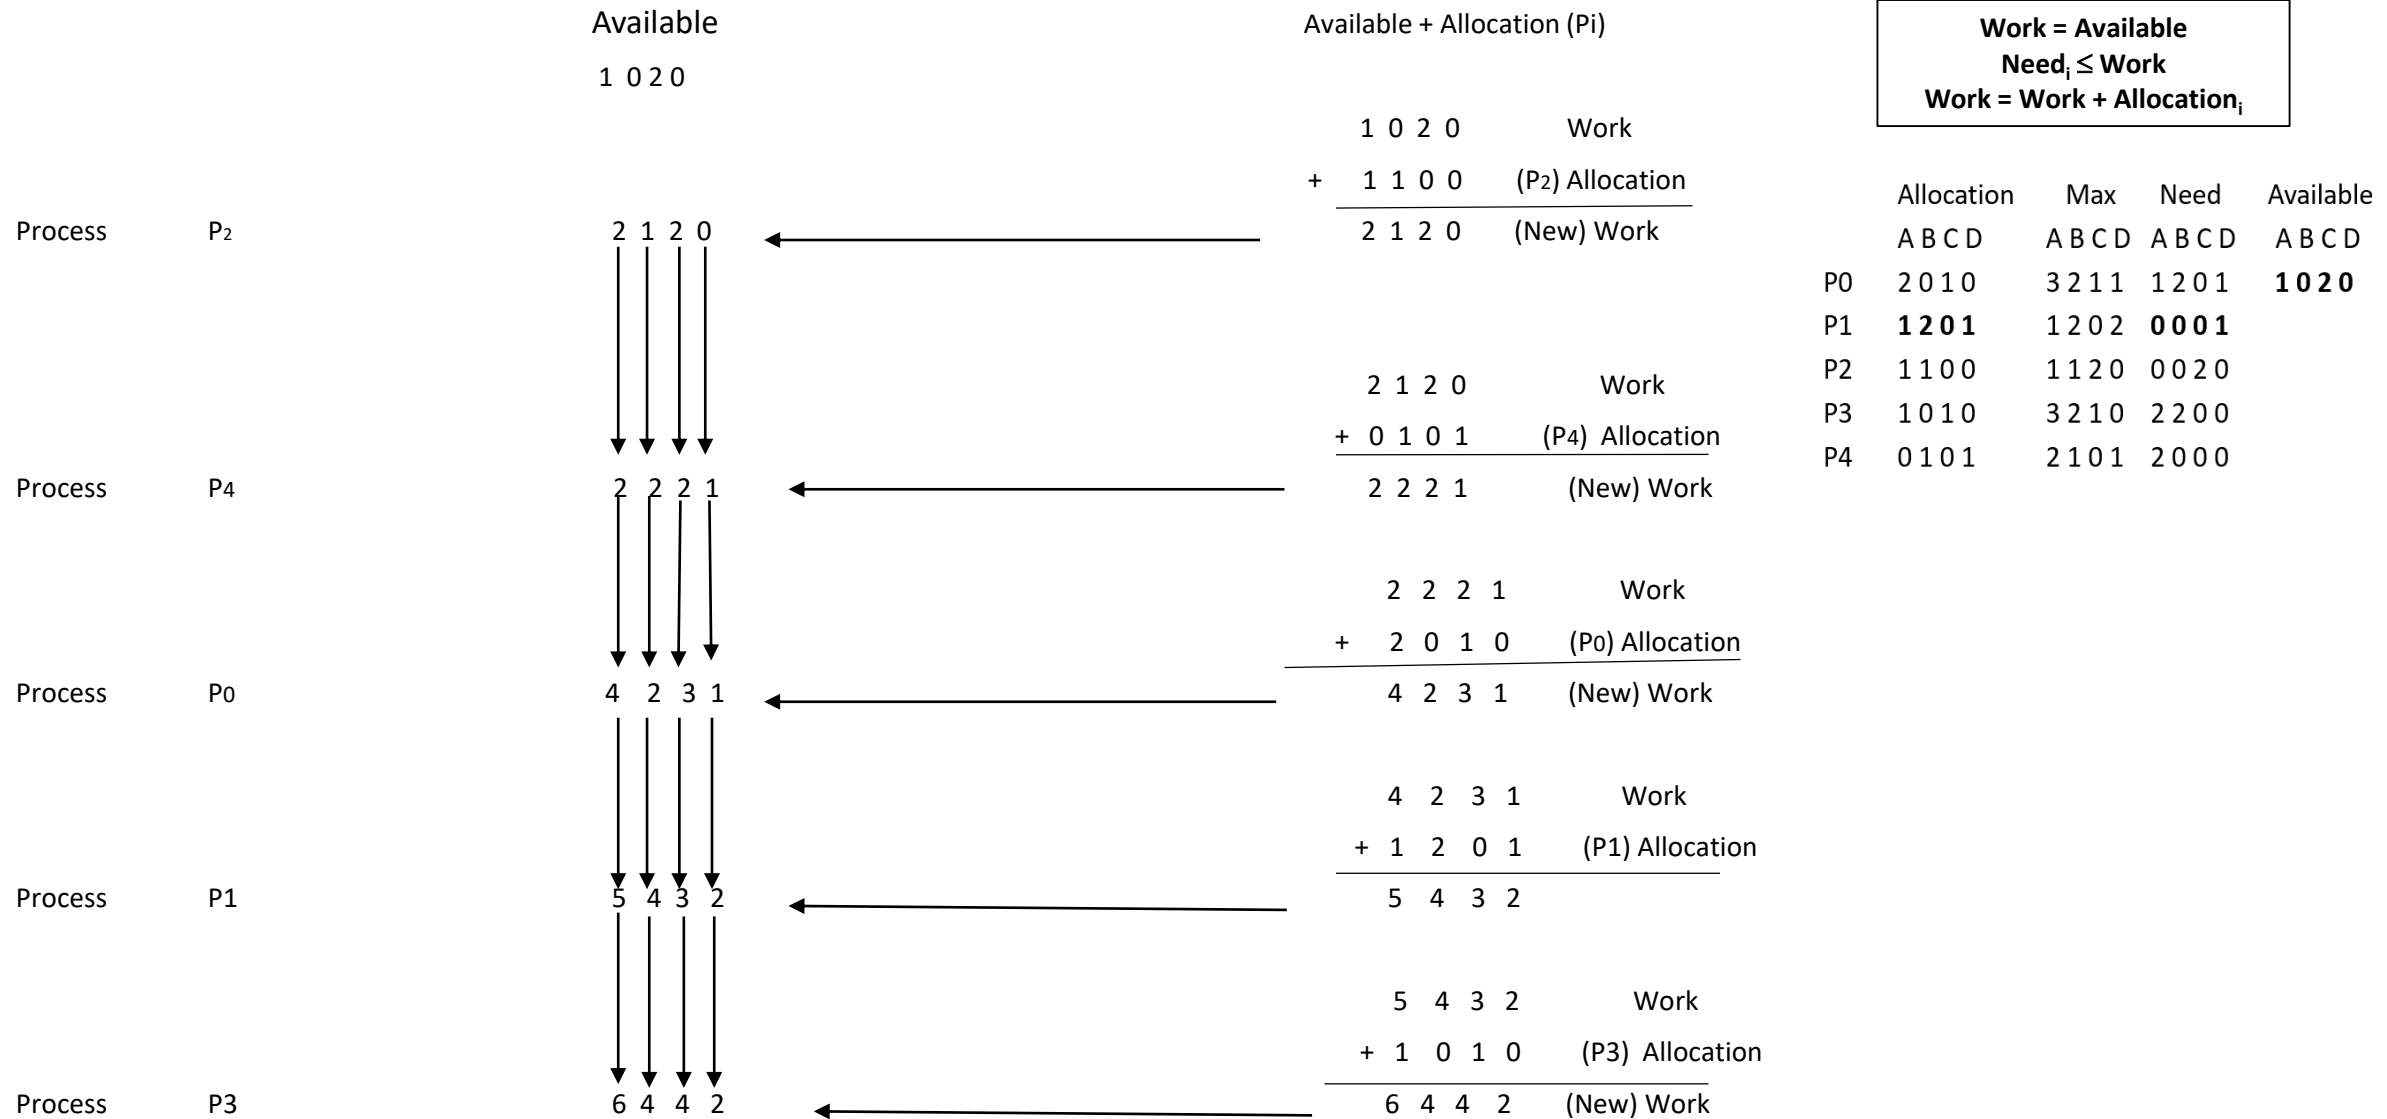 Available
1 0 2 0
Available + Allocation (Pi)
Work = Available
Needi ≤ Work
Work = Work + Allocationi
1 0 2 0 Work
+ 1 1 0 0 (P2) Allocation
Process P2 2 1 2 0 2 1 2 0 (New) Work
Allocation Max Need Available
A B C D A B C D A B C D A B C D
P0 2 0 1 0 3 2 1 1 1 2 0 1 1 0 2 0
P1 1 2 0 1 1 2 0 2 0 0 0 1
P2 1 1 0 0 1 1 2 0 0 0 2 0
P3 1 0 1 0 3 2 1 0 2 2 0 0
P4 0 1 0 1 2 1 0 1 2 0 0 0
2 1 2 0 Work
+ 0 1 0 1 (P4) Allocation
Process P4 2 2 2 1 2 2 2 1 (New) Work
2 2 2 1 Work
+ 2 0 1 0 (P0) Allocation
Process P0 4 2 3 1 4 2 3 1 (New) Work
4 2 3 1 Work
+ 1 2 0 1 (P1) Allocation
Process P1 5 4 3 2 5 4 3 2
5 4 3 2 Work
+ 1 0 1 0 (P3) Allocation
Process P3 6 4 4 2 6 4 4 2 (New) Work